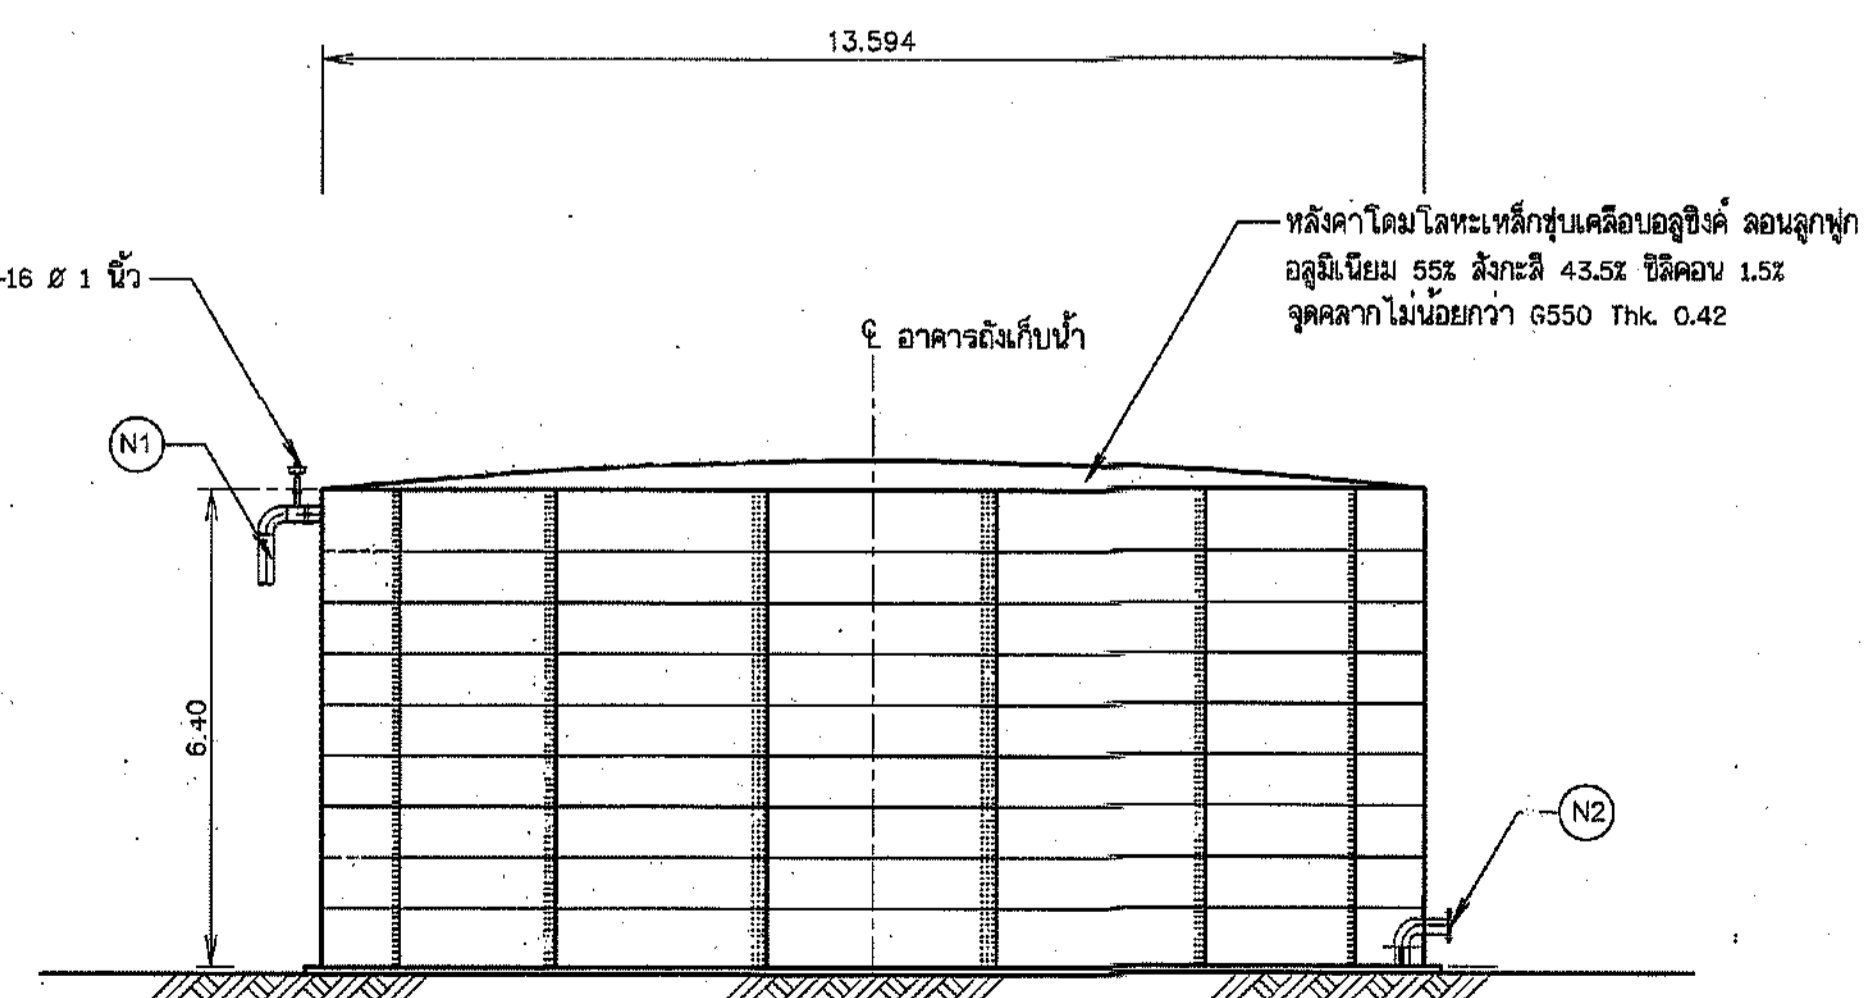 13.594
หลังคาโดมโลหะเหล็กชุบเคลือบอลูซิงค์ ลอนลูกฟูก
อลูมิเนียม 55% สังกะสี 43.5% ซิลิคอน 1.5%
จุดคลากไม่น้อยกว่า G550 Thk. 0.42
-16 Ø 1 นิ้ว
℄ อาคารถังเก็บน้ำ
N1
6.40
N2